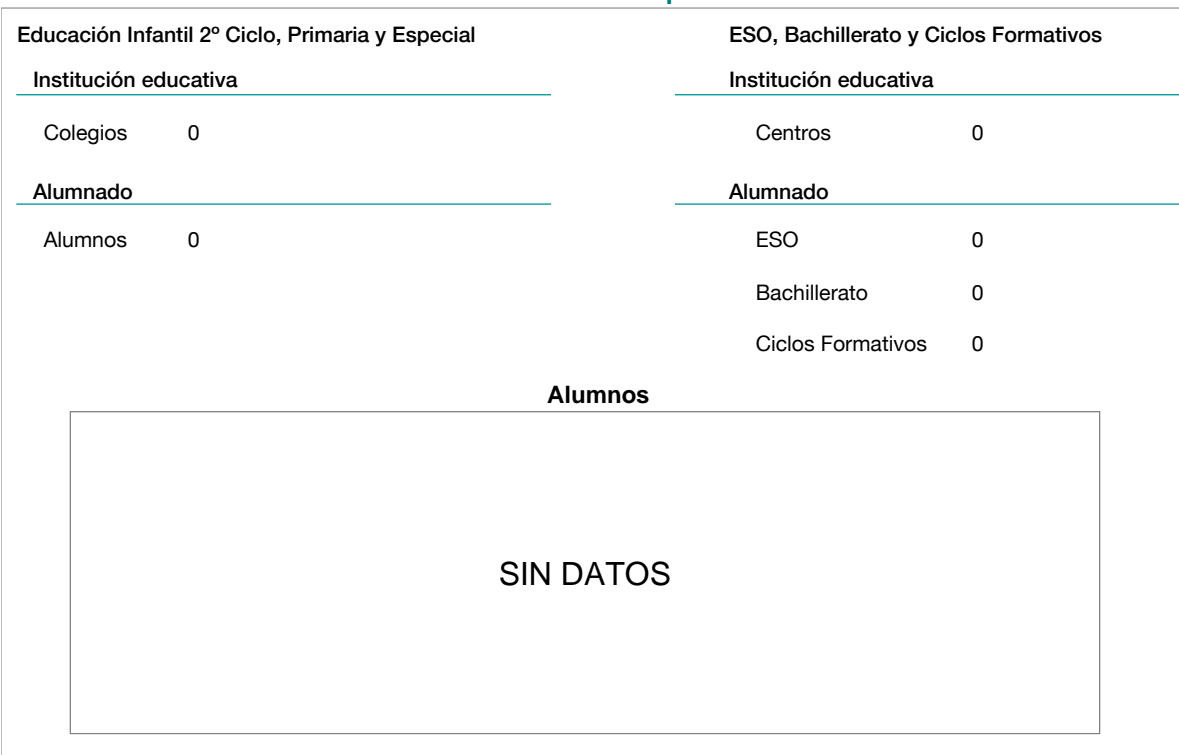 Educación Infantil 2º Ciclo, Primaria y Especial
Institución educativa
Colegios 0
Alumnado
Alumnos 0
ESO, Bachillerato y Ciclos Formativos
Institución educativa
Centros 0
Alumnado
ESO 0
Bachillerato 0
Ciclos Formativos 0
Alumnos
SIN DATOS